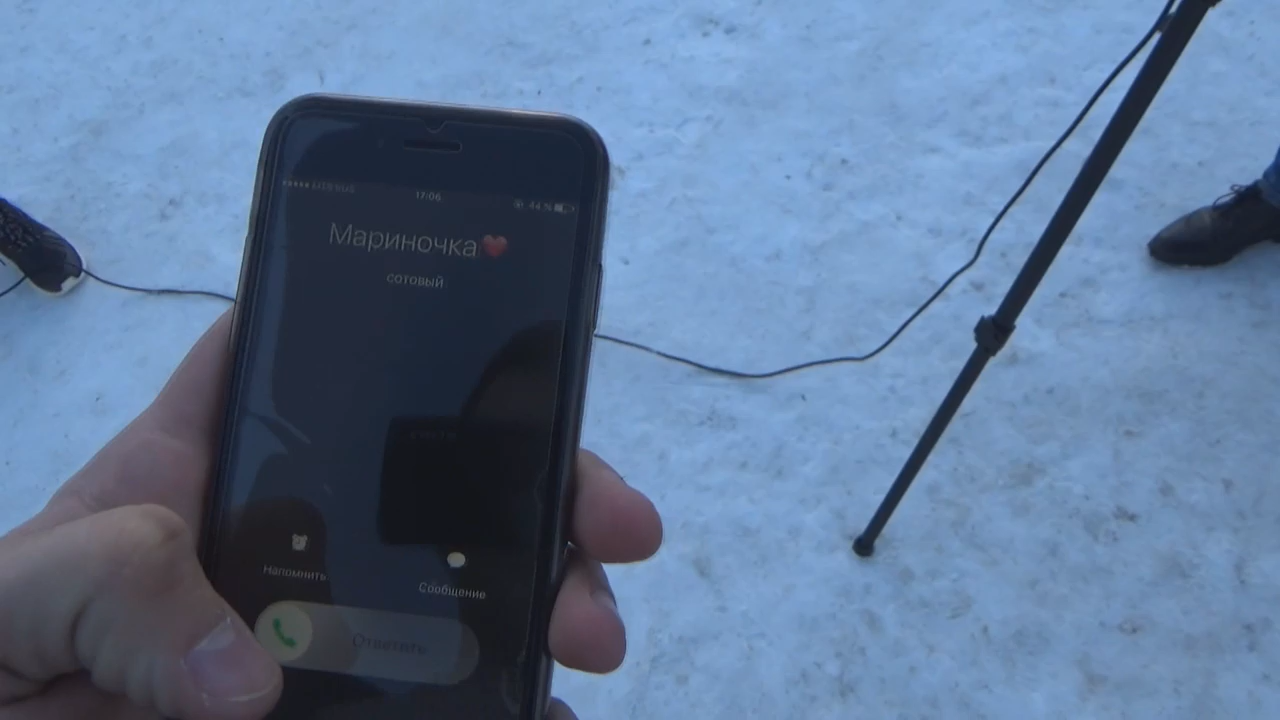 17:06
44 %
Мариночка❤️
сотовый
Напомнить
Сообщение
Ответить